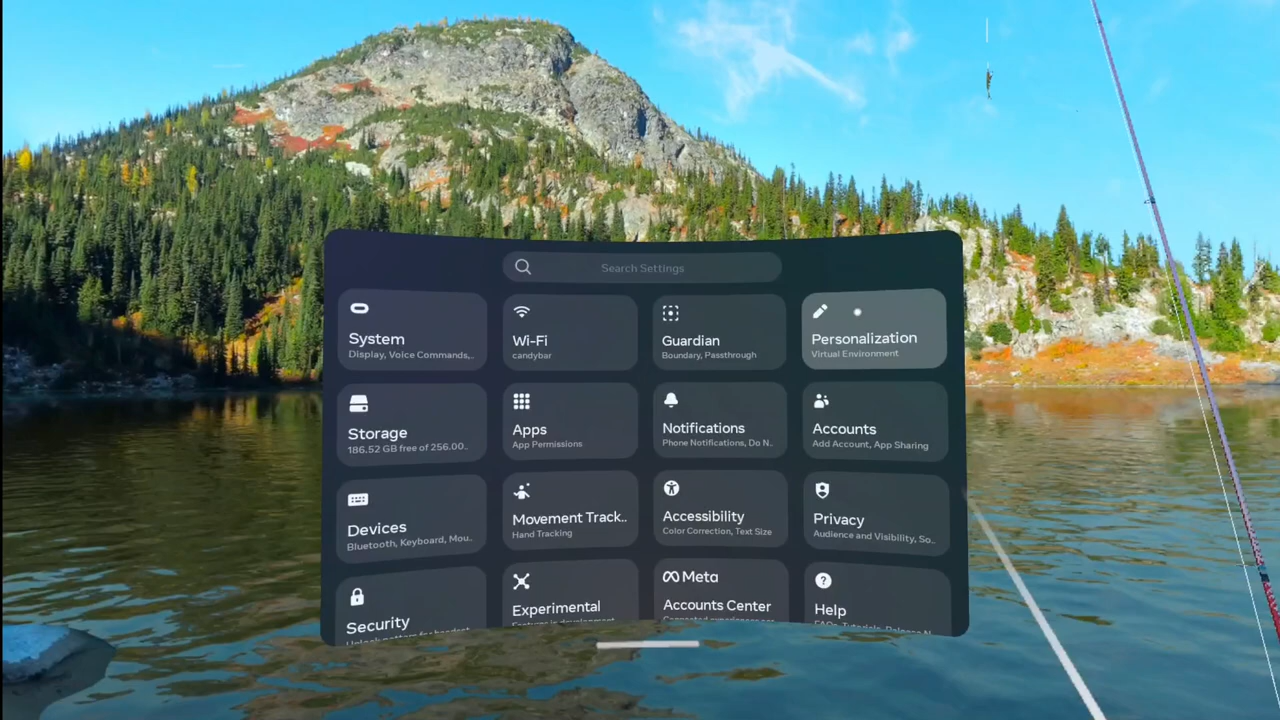 Search Settings
System
Display, Voice Commands,..
Wi-Fi
candybar
Guardian
Boundary, Passthrough
Personalization
Virtual Environment
Storage
186.52 GB free of 256.00..
Apps
App Permissions
Notifications
Phone Notifications, Do N..
Accounts
Add Account, App Sharing
Devices
Bluetooth, Keyboard, Mou..
Movement Track..
Hand Tracking
Accessibility
Color Correction, Text Size
Privacy
Audience and Visibility, So..
Security
Experimental
Meta
Accounts Center
Help